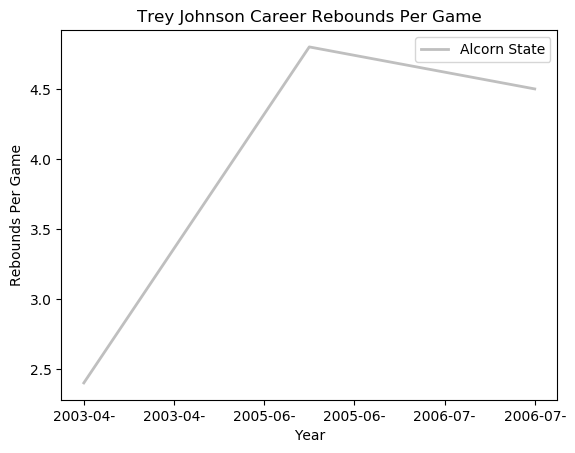 Trey Johnson Career Rebounds Per Game
Alcorn State
Rebounds Per Game
4.5
4.0
3.5
3.0
2.5
2003-04- 2003-04- 2005-06- 2005-06- 2006-07- 2006-07-
Year